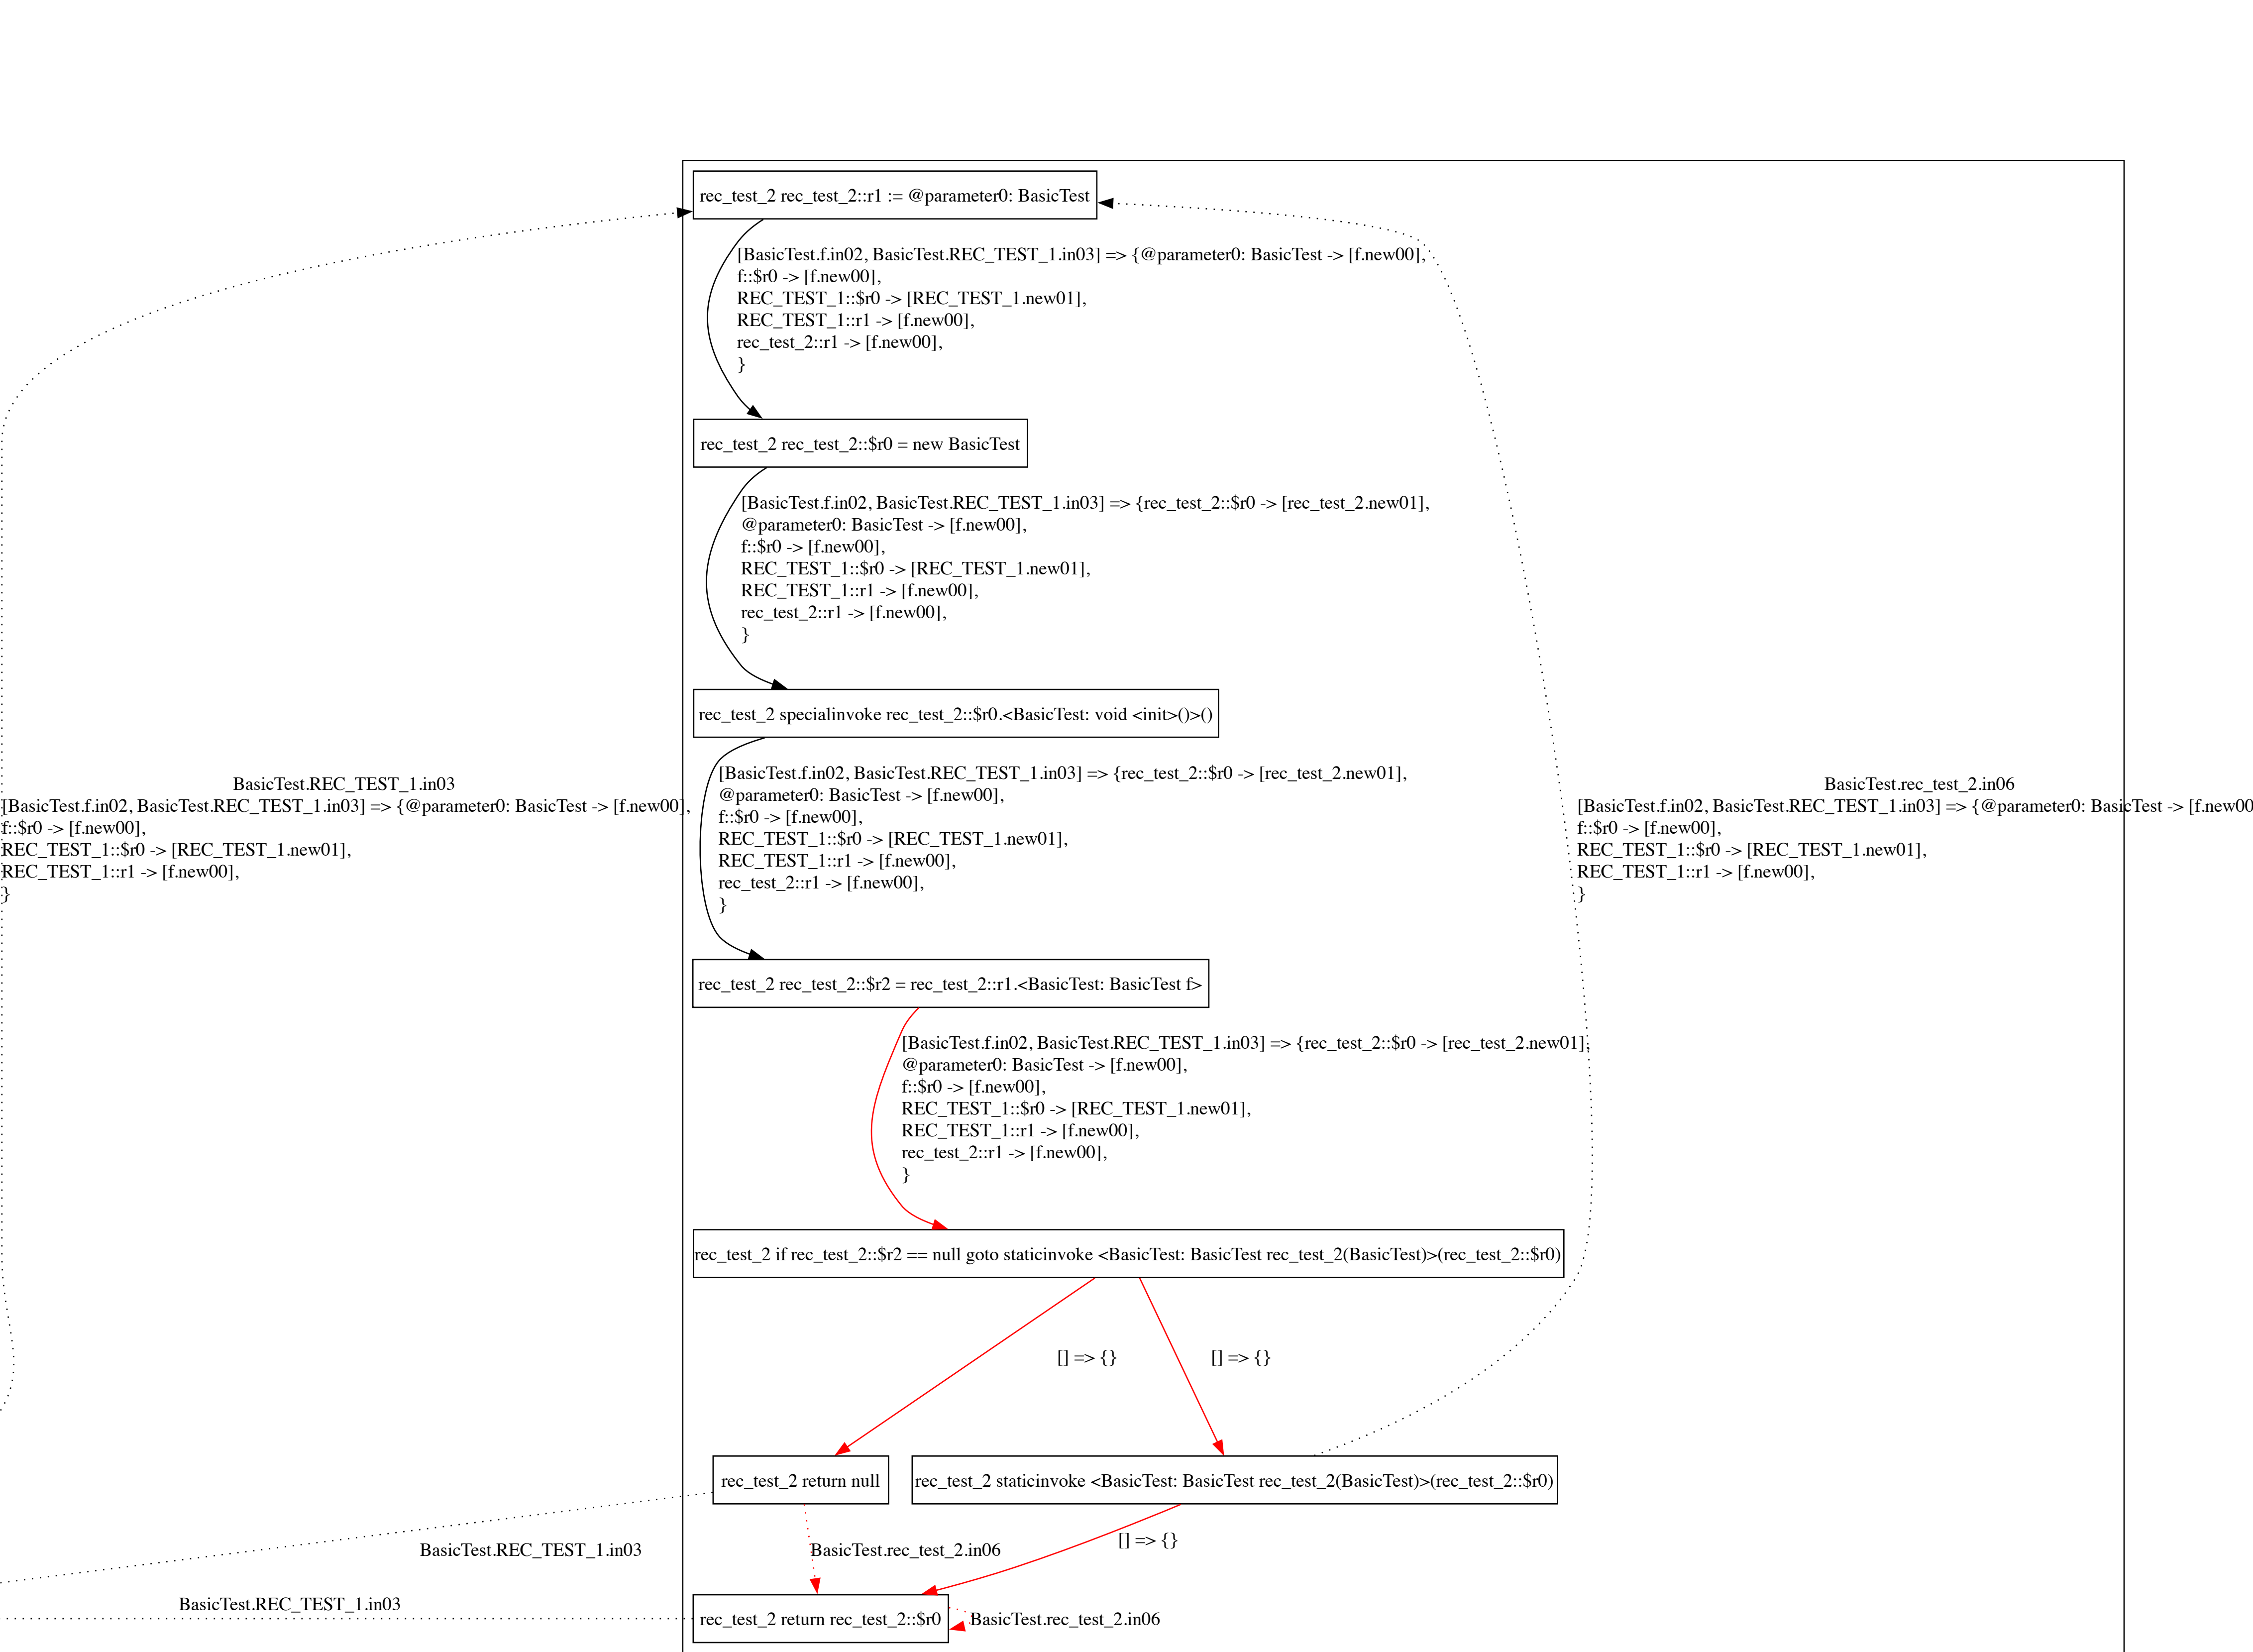 rec_test_2 rec_test_2::r1 := @parameter0: BasicTest
[BasicTest.f.in02, BasicTest.REC_TEST_1.in03] => {@parameter0: BasicTest -> [f.new00],
f::$r0 -> [f.new00],
REC_TEST_1::$r0 -> [REC_TEST_1.new01],
REC_TEST_1::r1 -> [f.new00],
rec_test_2::r1 -> [f.new00],
}
rec_test_2 rec_test_2::$r0 = new BasicTest
[BasicTest.f.in02, BasicTest.REC_TEST_1.in03] => {rec_test_2::$r0 -> [rec_test_2.new01],
@parameter0: BasicTest -> [f.new00],
f::$r0 -> [f.new00],
REC_TEST_1::$r0 -> [REC_TEST_1.new01],
REC_TEST_1::r1 -> [f.new00],
rec_test_2::r1 -> [f.new00],
}
rec_test_2 specialinvoke rec_test_2::$r0.<BasicTest: void <init>()>()
BasicTest.REC_TEST_1.in03
[BasicTest.f.in02, BasicTest.REC_TEST_1.in03] => {@parameter0: BasicTest -> [f.new00],
f::$r0 -> [f.new00],
REC_TEST_1::$r0 -> [REC_TEST_1.new01],
REC_TEST_1::r1 -> [f.new00],
}
[BasicTest.f.in02, BasicTest.REC_TEST_1.in03] => {rec_test_2::$r0 -> [rec_test_2.new01],
@parameter0: BasicTest -> [f.new00],
f::$r0 -> [f.new00],
REC_TEST_1::$r0 -> [REC_TEST_1.new01],
REC_TEST_1::r1 -> [f.new00],
rec_test_2::r1 -> [f.new00],
}
BasicTest.rec_test_2.in06
[BasicTest.f.in02, BasicTest.REC_TEST_1.in03] => {@parameter0: BasicTest -> [f.new00
f::$r0 -> [f.new00],
REC_TEST_1::$r0 -> [REC_TEST_1.new01],
REC_TEST_1::r1 -> [f.new00],
}
rec_test_2 rec_test_2::$r2 = rec_test_2::r1.<BasicTest: BasicTest f>
[BasicTest.f.in02, BasicTest.REC_TEST_1.in03] => {rec_test_2::$r0 -> [rec_test_2.new01],
@parameter0: BasicTest -> [f.new00],
f::$r0 -> [f.new00],
REC_TEST_1::$r0 -> [REC_TEST_1.new01],
REC_TEST_1::r1 -> [f.new00],
rec_test_2::r1 -> [f.new00],
}
rec_test_2 if rec_test_2::$r2 == null goto staticinvoke <BasicTest: BasicTest rec_test_2(BasicTest)>(rec_test_2::$r0)
[] => {}
[] => {}
rec_test_2 return null
rec_test_2 staticinvoke <BasicTest: BasicTest rec_test_2(BasicTest)>(rec_test_2::$r0)
BasicTest.REC_TEST_1.in03
BasicTest.rec_test_2.in06
[] => {}
BasicTest.REC_TEST_1.in03
rec_test_2 return rec_test_2::$r0
BasicTest.rec_test_2.in06